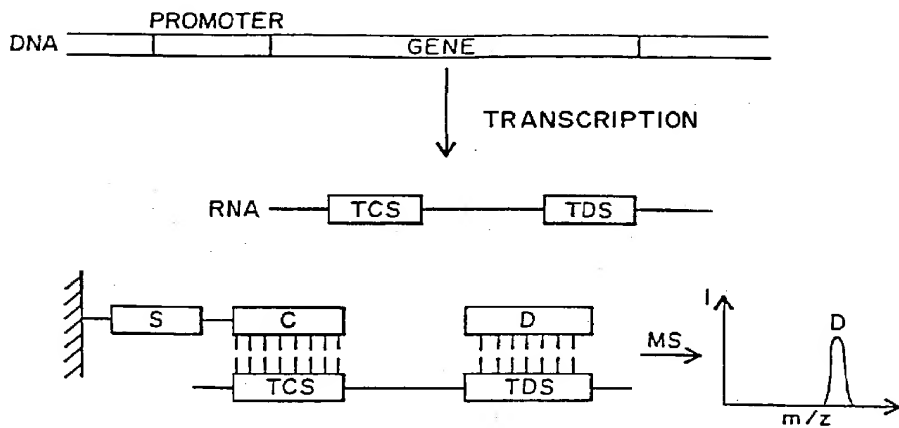 PROMOTER
DNA
GENE
TRANSCRIPTION
RNA TCS TDS
S C D
TCS TDS
MS
I
D
m/z